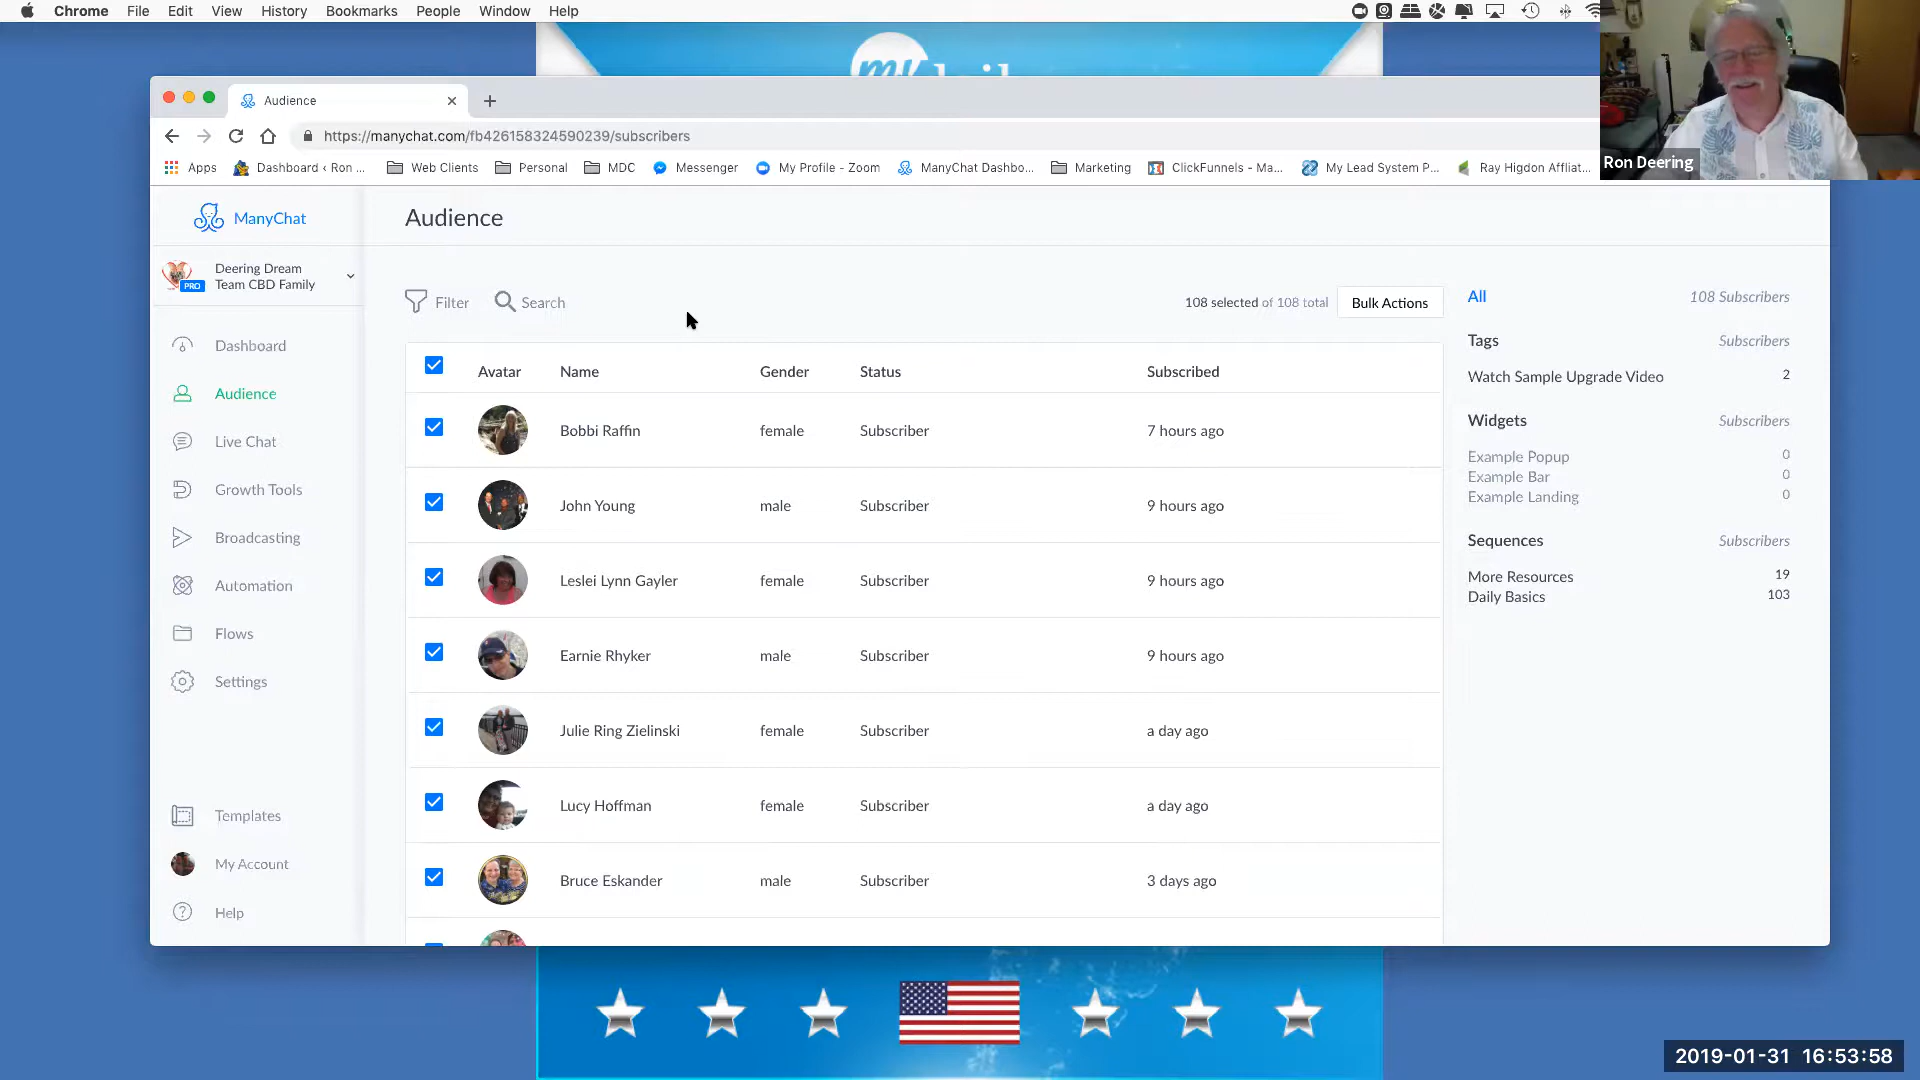 Chrome File Edit View History Bookmarks People Window Help
my
Audience
https://manychat.com/fb426158324590239/subscribers
Apps Dashboard ‹ Ron ... Web Clients Personal MDC Messenger My Profile - Zoom ManyChat Dashbo... Marketing ClickFunnels - Ma... My Lead System P... Ray Higdon Affliat...
Ron Deering
ManyChat
Audience
Deering Dream
Team CBD Family
PRO
Dashboard
Audience
Live Chat
Growth Tools
Broadcasting
Automation
Flows
Settings
Templates
My Account
Help
Filter Search 108 selected of 108 total Bulk Actions
Avatar Name Gender Status Subscribed
Bobbi Raffin female Subscriber 7 hours ago
John Young male Subscriber 9 hours ago
Leslei Lynn Gayler female Subscriber 9 hours ago
Earnie Rhyker male Subscriber 9 hours ago
Julie Ring Zielinski female Subscriber a day ago
Lucy Hoffman female Subscriber a day ago
Bruce Eskander male Subscriber 3 days ago
All 108 Subscribers
Tags Subscribers
Watch Sample Upgrade Video 2
Widgets Subscribers
Example Popup 0
Example Bar 0
Example Landing 0
Sequences Subscribers
More Resources 19
Daily Basics 103
2019-01-31 16:53:58